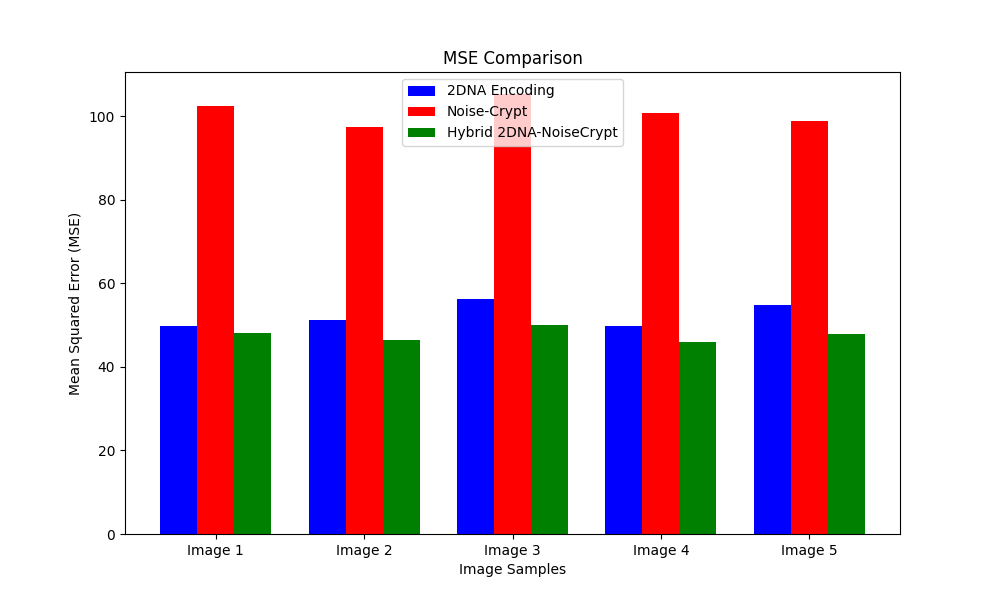 MSE Comparison
2DNA Encoding
Noise-Crypt
Hybrid 2DNA-NoiseCrypt
Mean Squared Error (MSE)
100
80
60
40
20
0
Image 1
Image 2
Image 3
Image 4
Image 5
Image Samples